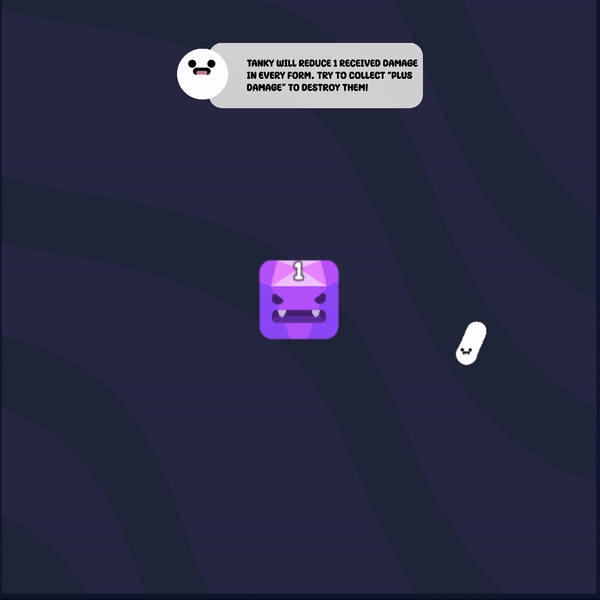 TANKY WILL REDUCE 1 RECEIVED DAMAGE
IN EVERY FORM. TRY TO COLLECT "PLUS
DAMAGE" TO DESTROY THEM!
1